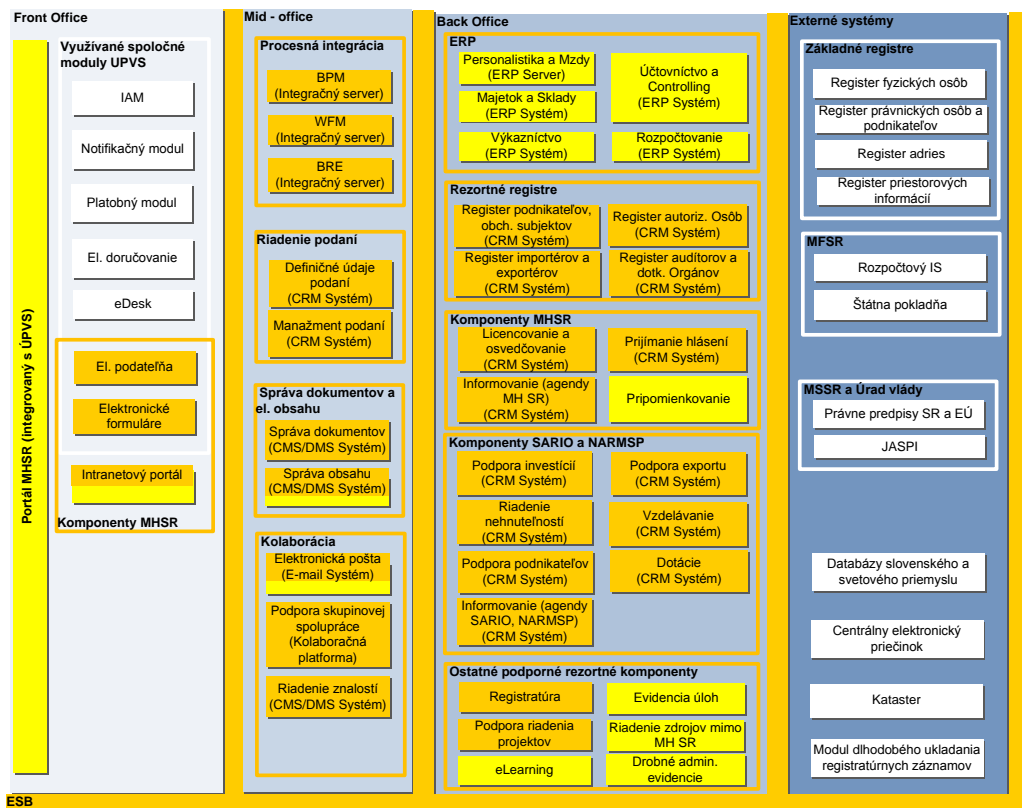 Front Office
Portál MHSR (integrovaný s ÚPVS)
Využívané spoločné
moduly UPVS
IAM
Notifikačný modul
Platobný modul
El. doručovanie
eDesk
El. podateľňa
Elektronické
formuláre
Intranetový portál
Komponenty MHSR
Mid - office
Procesná integrácia
BPM
(Integračný server)
WFM
(Integračný server)
BRE
(Integračný server)
Riadenie podaní
Definičné údaje
podaní
(CRM Systém)
Manažment podaní
(CRM Systém)
Správa dokumentov a
el. obsahu
Správa dokumentov
(CMS/DMS Systém)
Správa obsahu
(CMS/DMS Systém)
Kolaborácia
Elektronická pošta
(E-mail Systém)
Podpora skupinovej
spolupráce
(Kolaboračná
platforma)
Riadenie znalostí
(CMS/DMS Systém)
Back Office
ERP
Personalistika a Mzdy
(ERP Server)
Účtovníctvo a
Controlling
(ERP Systém)
Majetok a Sklady
(ERP Systém)
Výkazníctvo
(ERP Systém)
Rozpočtovanie
(ERP Systém)
Rezortné registre
Register podnikateľov,
obch. subjektov
(CRM Systém)
Register autoriz. Osôb
(CRM Systém)
Register importérov a
exportérov
(CRM Systém)
Register audítorov a
dotk. Orgánov
(CRM Systém)
Komponenty MHSR
Licencovanie a
osvedčovanie
(CRM Systém)
Prijímanie hlásení
(CRM Systém)
Informovanie (agendy
MH SR)
(CRM Systém)
Pripomienkovanie
Komponenty SARIO a NARMSP
Podpora investícií
(CRM Systém)
Podpora exportu
(CRM Systém)
Riadenie
nehnuteľností
(CRM Systém)
Vzdelávanie
(CRM Systém)
Podpora podnikateľov
(CRM Systém)
Dotácie
(CRM Systém)
Informovanie (agendy
SARIO, NARMSP)
(CRM Systém)
Ostatné podporné rezortné komponenty
Registratúra
Evidencia úloh
Podpora riadenia
projektov
Riadenie zdrojov mimo
MH SR
eLearning
Drobné admin.
evidencie
Externé systémy
Základné registre
Register fyzických osôb
Register právnických osôb a
podnikateľov
Register adries
Register priestorových
informácií
MFSR
Rozpočtový IS
Štátna pokladňa
MSSR a Úrad vlády
Právne predpisy SR a EÚ
JASPI
Databázy slovenského a
svetového priemyslu
Centrálny elektronický
priečinok
Kataster
Modul dlhodobého ukladania
registratúrnych záznamov
ESB